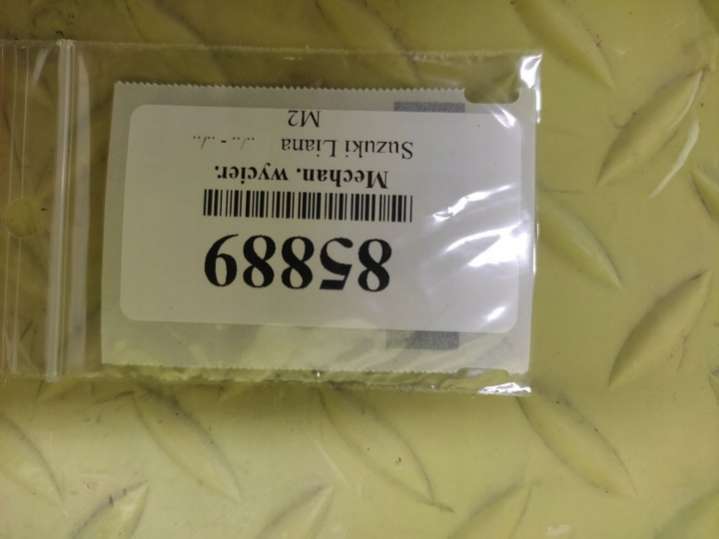 85889
Mechan. wycier.
Suzuki Liana ../.. - ../..
M2